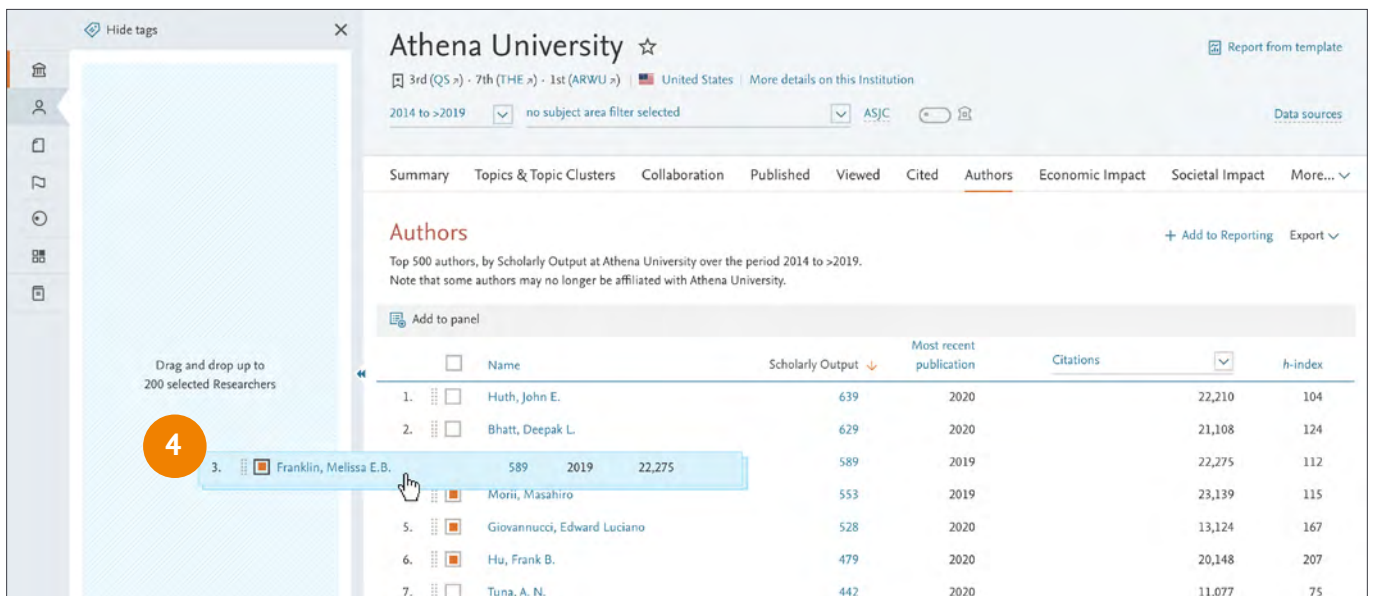 Hide tags
Athena University
Report from template
3rd (QS ↗) · 7th (THE ↗) · 1st (ARWU ↗) | United States | More details on this Institution
2014 to >2019 no subject area filter selected ASJC Data sources
Summary Topics & Topic Clusters Collaboration Published Viewed Cited Authors Economic Impact Societal Impact More...
Authors
+ Add to Reporting Export
Top 500 authors, by Scholarly Output at Athena University over the period 2014 to >2019.
Note that some authors may no longer be affiliated with Athena University.
Add to panel
Drag and drop up to
200 selected Researchers
Name Scholarly Output ↓ Most recent publication Citations h-index
1. Huth, John E. 639 2020 22,210 104
2. Bhatt, Deepak L. 629 2020 21,108 124
4
3. Franklin, Melissa E.B. 589 2019 22,275
589 2019 22,275 112
Morii, Masahiro 553 2019 23,139 115
5. Giovannucci, Edward Luciano 528 2020 13,124 167
6. Hu, Frank B. 479 2020 20,148 207
7. Tuna, A. N. 442 2020 11,077 75